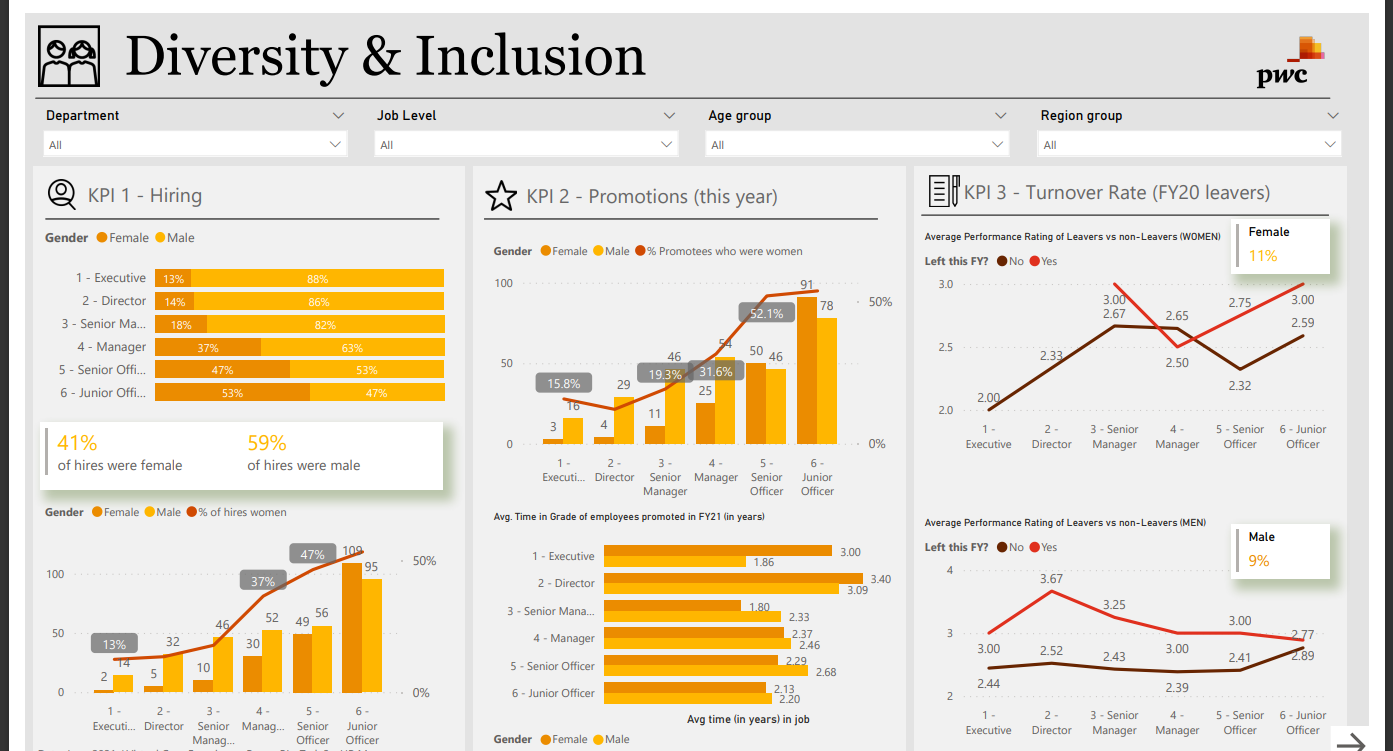 Diversity & Inclusion
pwc
Department
Job Level
Age group
Region group
All
All
All
All
KPI 1 - Hiring
Gender Female Male
1 - Executive 13% 88%
2 - Director 14% 86%
3 - Senior Ma... 18% 82%
4 - Manager 37% 63%
5 - Senior Offi... 47% 53%
6 - Junior Offi... 53% 47%
41% 59%
of hires were female of hires were male
Gender Female Male % of hires women
109
47% 50%
100 95
37%
46 52 49 56
50
13% 32 30
14 10
2 5
0 0%
1 - 2 - 3 - 4 - 5 - 6 -
Executi... Director Senior Manag... Senior Junior
Manag... Officer Officer
KPI 2 - Promotions (this year)
Gender Female Male % Promotees who were women
100 91
52.1% 78 50%
54
50 46 50 46
15.8% 29 19.3% 31.6%
16 25
3 4 11
0 0%
1 - 2 - 3 - 4 - 5 - 6 -
Executi... Director Senior Manager Senior Junior
Manager Officer Officer
Avg. Time in Grade of employees promoted in FY21 (in years)
1 - Executive 3.00
1.86
2 - Director 3.40
3.09
3 - Senior Mana... 1.80
2.33
4 - Manager 2.37
2.46
5 - Senior Officer 2.29
2.68
6 - Junior Officer 2.13
2.20
Avg time (in years) in job
Gender Female Male
KPI 3 - Turnover Rate (FY20 leavers)
Average Performance Rating of Leavers vs non-Leavers (WOMEN)
Female
11%
Left this FY? No Yes
3.0
3.00 2.75 3.00
2.67 2.65 2.59
2.5 2.33 2.50
2.00 2.32
2.0
1 - 2 - 3 - Senior 4 - 5 - Senior 6 - Junior
Executive Director Manager Manager Officer Officer
Average Performance Rating of Leavers vs non-Leavers (MEN)
Male
9%
Left this FY? No Yes
4
3.67
3.25
3 3.00 2.77
3.00 2.52 2.43 3.00 2.41 2.89
2.44 2.39
2
1 - 2 - 3 - Senior 4 - 5 - Senior 6 - Junior
Executive Director Manager Manager Officer Officer